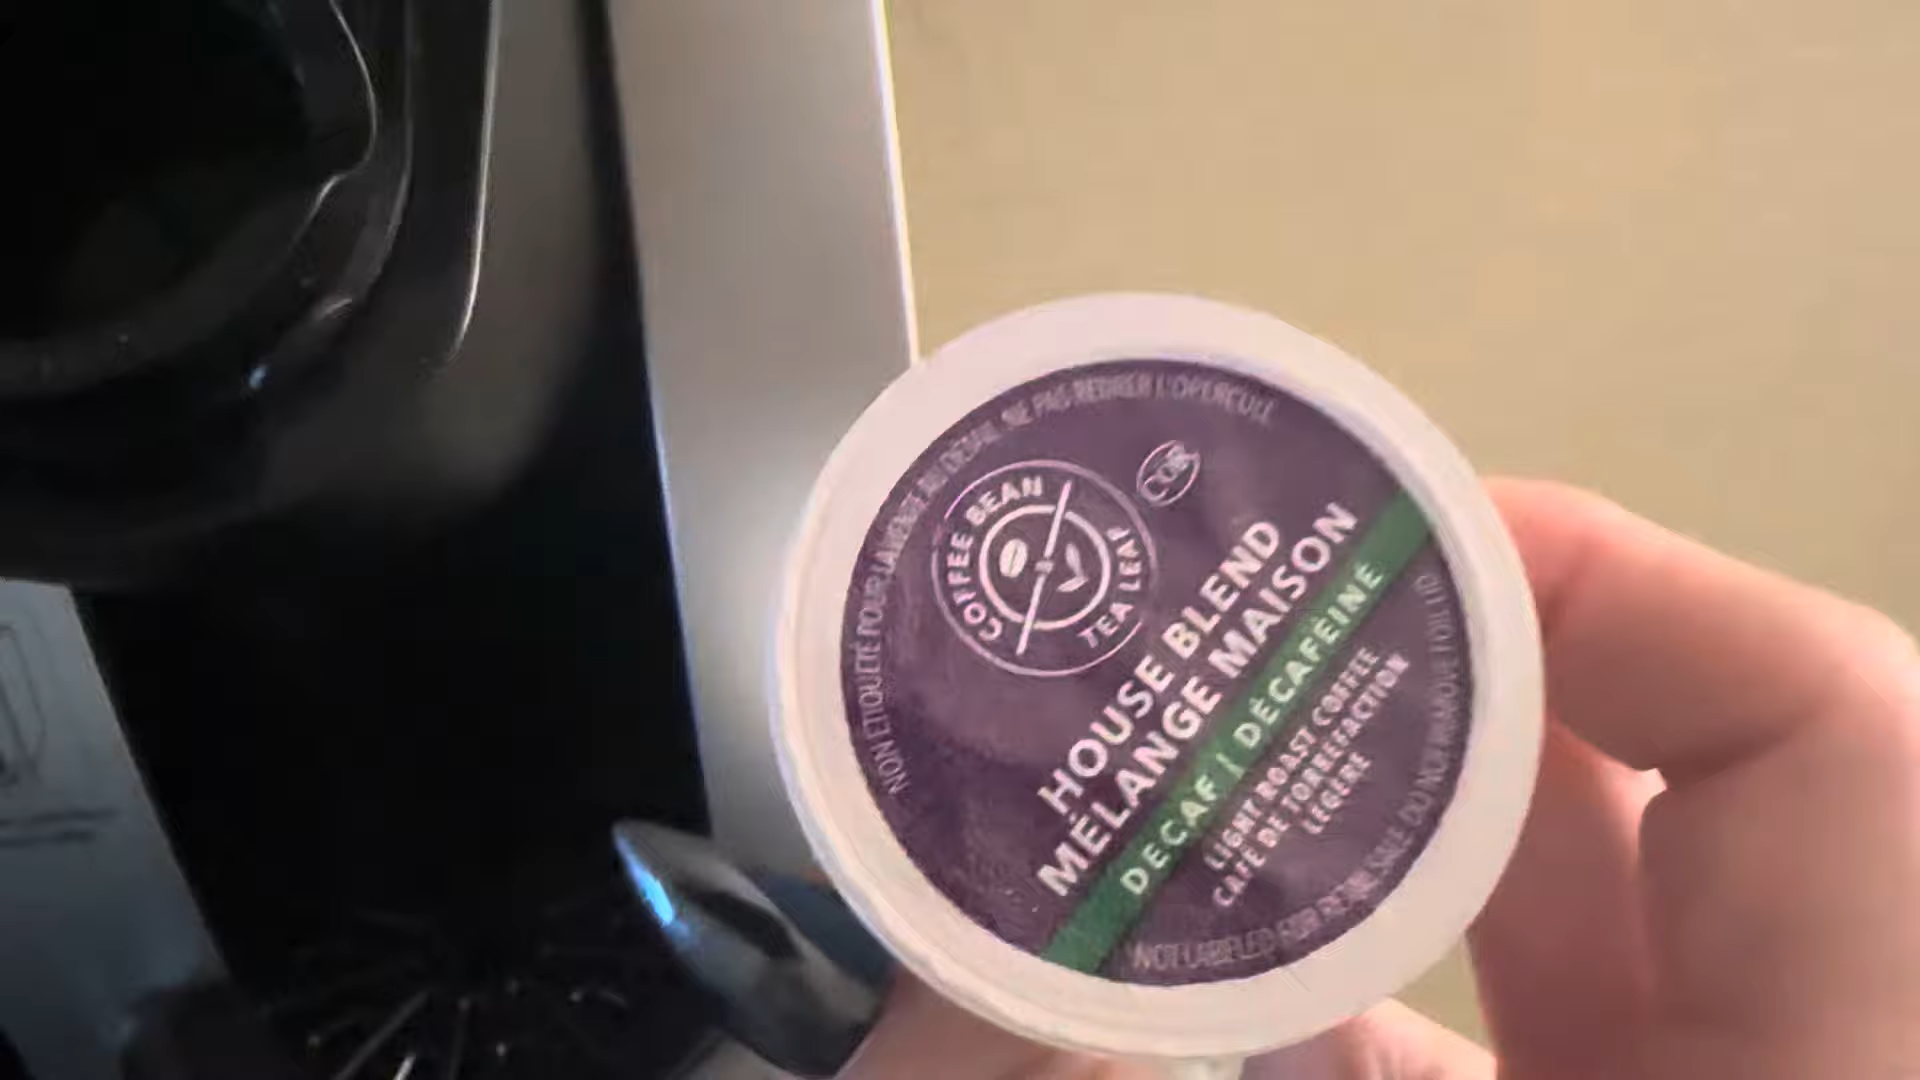 NON ÉTIQUETÉ POUR LA VENTE AU DÉTAIL. NE PAS RETIRER L'OPERCULE
COFFEE BEAN
TEA LEAF
COR
HOUSE BLEND
MÉLANGE MAISON
DECAF | DÉCAFÉINÉ
LIGHT ROAST COFFEE
CAFÉ DE TORRÉFACTION
LÉGÈRE
NOT LABELED FOR RETAIL SALE. DO NOT REMOVE FOIL LID